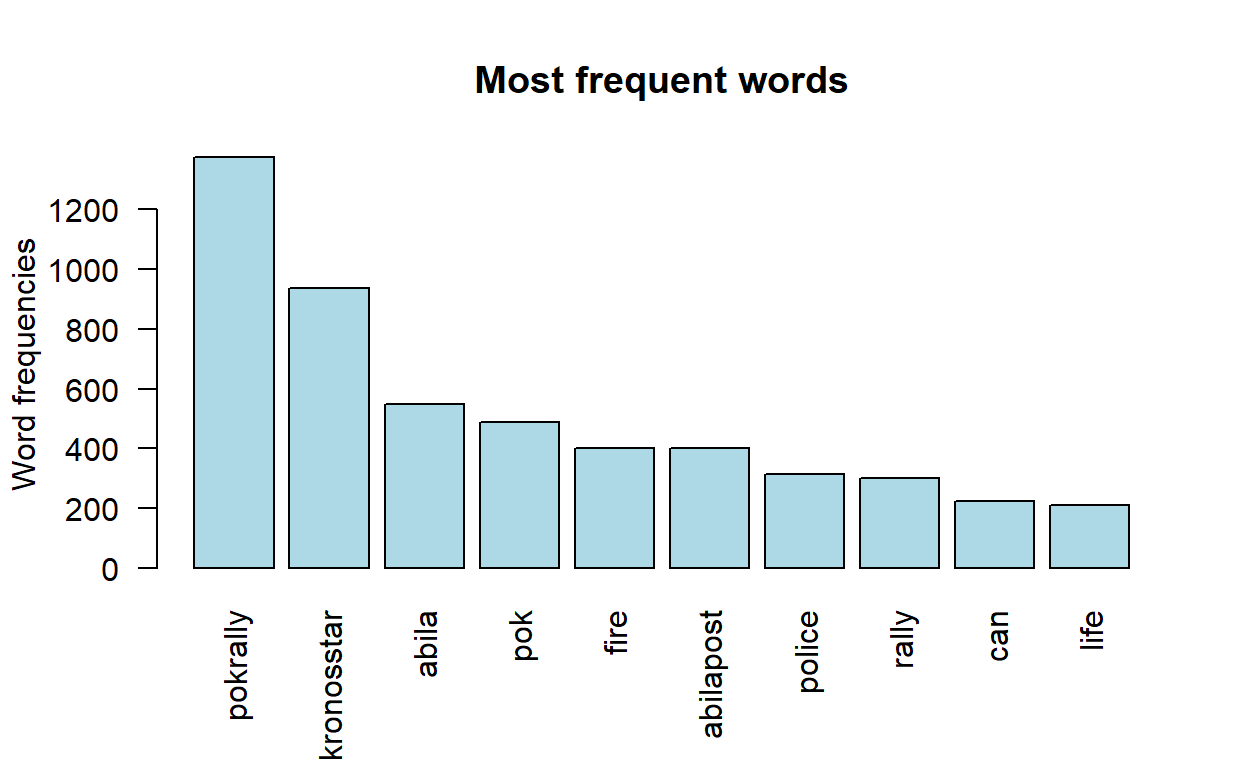 Most frequent words
Word frequencies
1200
1000
800
600
400
200
0
pokrally
kronosstar
abila
pok
fire
abilapost
police
rally
can
life